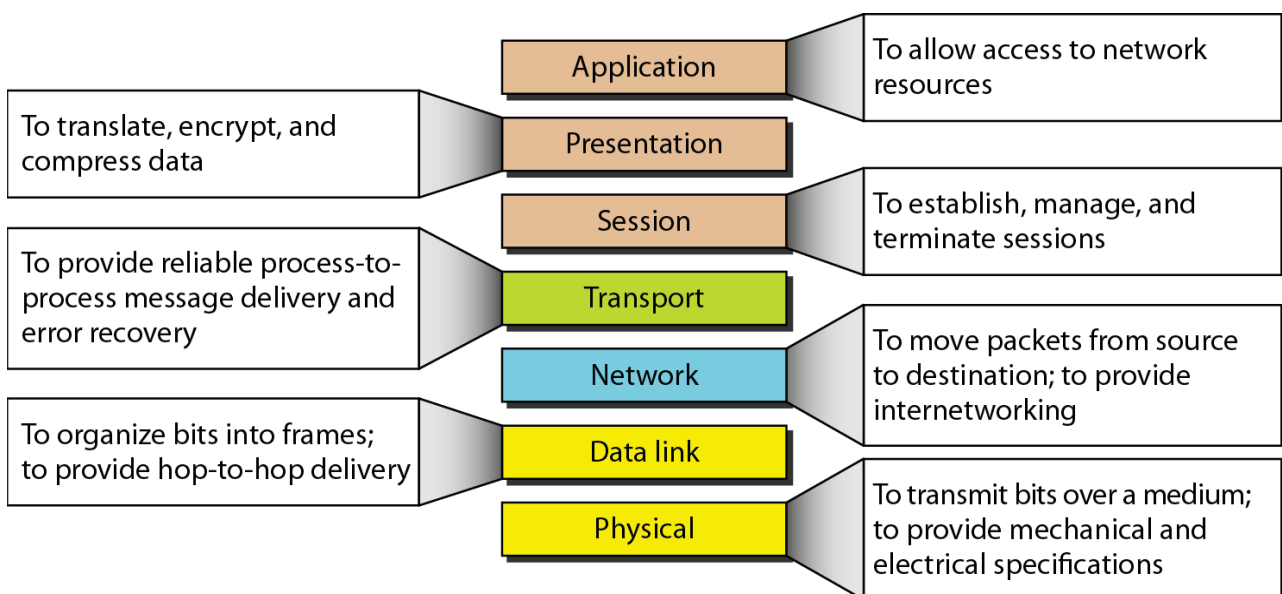 Application
To allow access to network
resources
To translate, encrypt, and
compress data
Presentation
Session
To establish, manage, and
terminate sessions
To provide reliable process-to-
process message delivery and
error recovery
Transport
Network
To move packets from source
to destination; to provide
internetworking
To organize bits into frames;
to provide hop-to-hop delivery
Data link
Physical
To transmit bits over a medium;
to provide mechanical and
electrical specifications